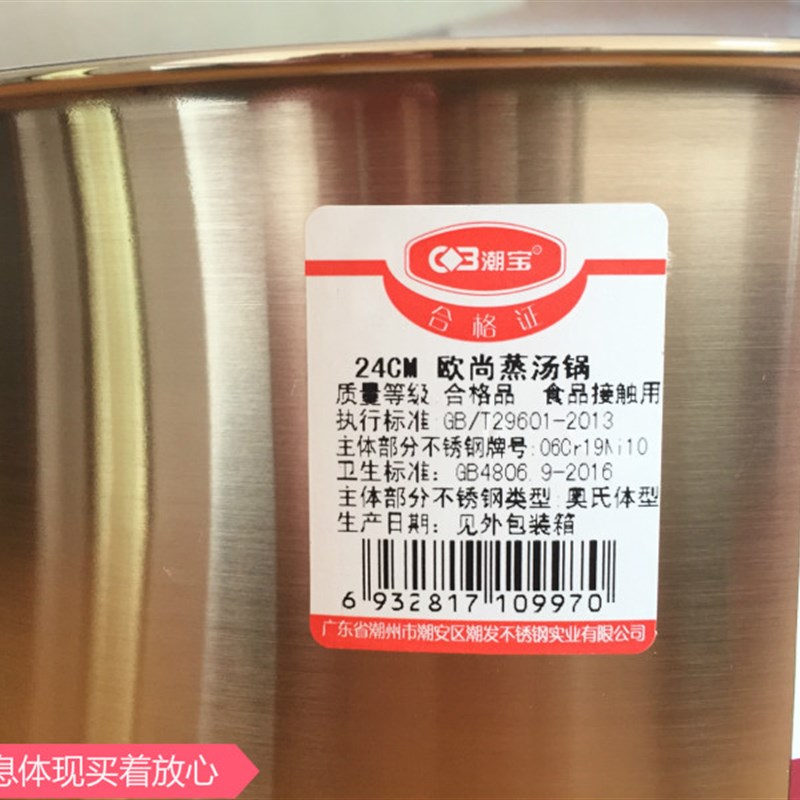 CB潮宝®
合格证
24CM 欧尚蒸汤锅
质量等级 合格品 食品接触用
执行标准:GB/T29601-2013
主体部分不锈钢牌号:06Cr19Ni10
卫生标准: GB4806.9-2016
主体部分不锈钢类型:奥氏体型
生产日期: 见外包装箱
6 932817 109970
广东省潮州市潮安区潮发不锈钢实业有限公司
息体现买着放心